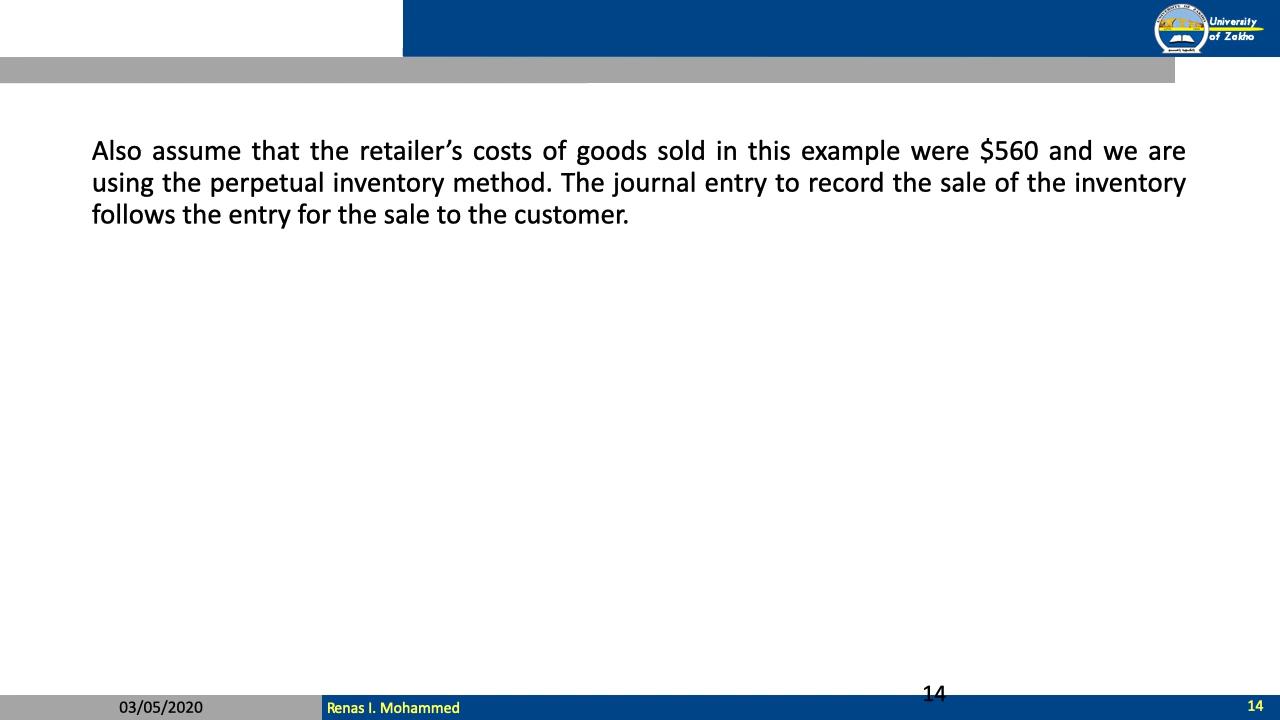 University
of Zakho
Also assume that the retailer’s costs of goods sold in this example were $560 and we are
using the perpetual inventory method. The journal entry to record the sale of the inventory
follows the entry for the sale to the customer.
14
03/05/2020
Renas I. Mohammed
14